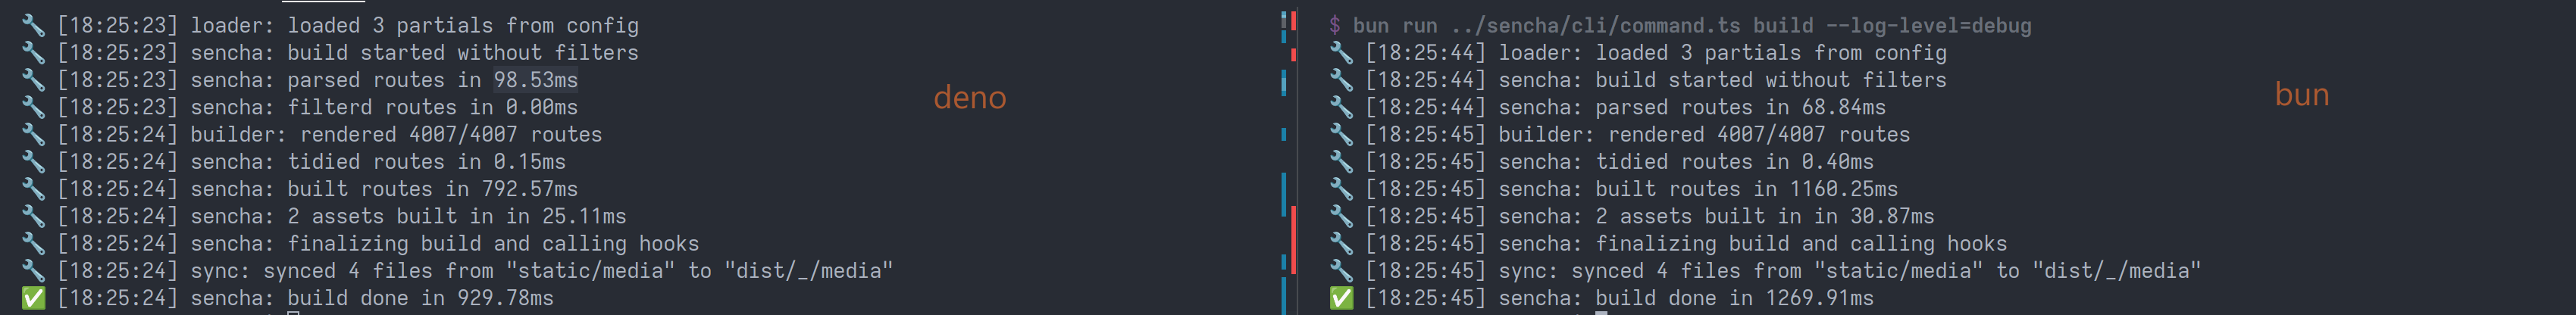 [18:25:23] loader: loaded 3 partials from config
[18:25:23] sencha: build started without filters
[18:25:23] sencha: parsed routes in 98.53ms
[18:25:23] sencha: filterd routes in 0.00ms
[18:25:24] builder: rendered 4007/4007 routes
[18:25:24] sencha: tidied routes in 0.15ms
[18:25:24] sencha: built routes in 792.57ms
[18:25:24] sencha: 2 assets built in in 25.11ms
[18:25:24] sencha: finalizing build and calling hooks
[18:25:24] sync: synced 4 files from "static/media" to "dist/_/media"
✅ [18:25:24] sencha: build done in 929.78ms
deno
$ bun run ../sencha/cli/command.ts build --log-level=debug
[18:25:44] loader: loaded 3 partials from config
[18:25:44] sencha: build started without filters
[18:25:44] sencha: parsed routes in 68.84ms
[18:25:45] builder: rendered 4007/4007 routes
[18:25:45] sencha: tidied routes in 0.40ms
[18:25:45] sencha: built routes in 1160.25ms
[18:25:45] sencha: 2 assets built in in 30.87ms
[18:25:45] sencha: finalizing build and calling hooks
[18:25:45] sync: synced 4 files from "static/media" to "dist/_/media"
✅ [18:25:45] sencha: build done in 1269.91ms
bun